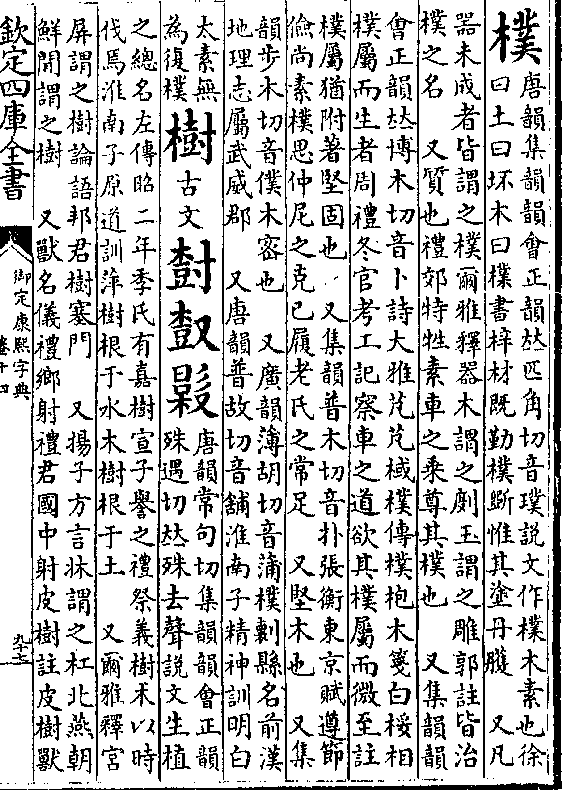 樸
唐韻集韻韻會正韻𠀤匹角切音璞說文作樸木素也徐
曰土曰坏木曰樸書梓材既勤樸斲惟其塗丹雘 又凡
器未成者皆謂之樸爾雅釋器木謂之劘玉謂之雕郭註皆治
樸之名 又質也禮郊特牲素車之乘尊其樸也 又集韻韻
會正韻𠀤博木切音卜詩大雅芃芃棫樸傳樸枹木箋白桵相
樸屬而生者周禮冬官考工記察車之道欲其樸屬而微至註
樸屬猶附著堅固也 又集韻普木切音扑張衡東京賦遵節
儉尚素樸思仲尼之克已履老氏之常足 又堅木也 又集
韻步木切音僕木宻也 又廣韻薄胡切音蒲樸𠟺縣名前漢
地理志屬武威郡 又唐韻普故切音舖淮南子精神訓明白
太素無
為復樸
樹 古文 尌
唐韻常句切集韻韻會正韻
殊遇切𠀤殊去聲說文生植
之總名左傳昭二年季氏有嘉樹宣子譽之禮祭義樹木以時
伐焉淮南子原道訓萍樹根于水木樹根于土 又爾雅釋宮
屏謂之樹論語邦君樹塞門 又揚子方言牀謂之杠北燕朝
鮮間謂之樹 又獸名儀禮鄉射禮君國中射皮樹註皮樹獸
欽定四庫全書
御定康熙字典
卷十四
九十七